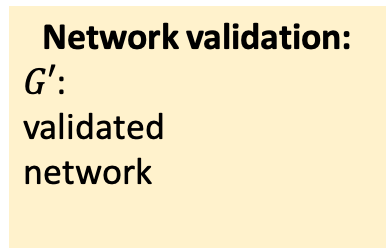 Network validation:
G′:
validated
network